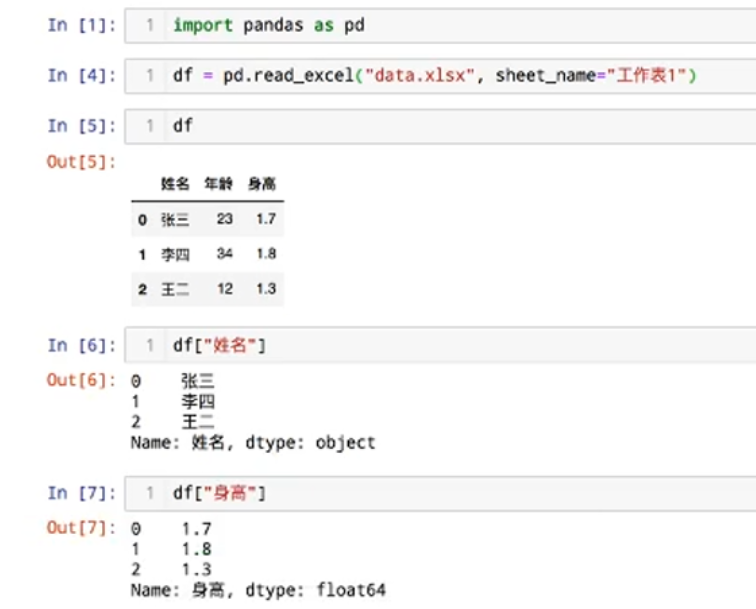 In [1]: 1 import pandas as pd
In [4]: 1 df = pd.read_excel("data.xlsx", sheet_name="工作表1")
In [5]: 1 df
Out[5]:
姓名 年龄 身高
0 张三 23 1.7
1 李四 34 1.8
2 王二 12 1.3
In [6]: 1 df["姓名"]
Out[6]: 0 张三
1 李四
2 王二
Name: 姓名, dtype: object
In [7]: 1 df["身高"]
Out[7]: 0 1.7
1 1.8
2 1.3
Name: 身高, dtype: float64